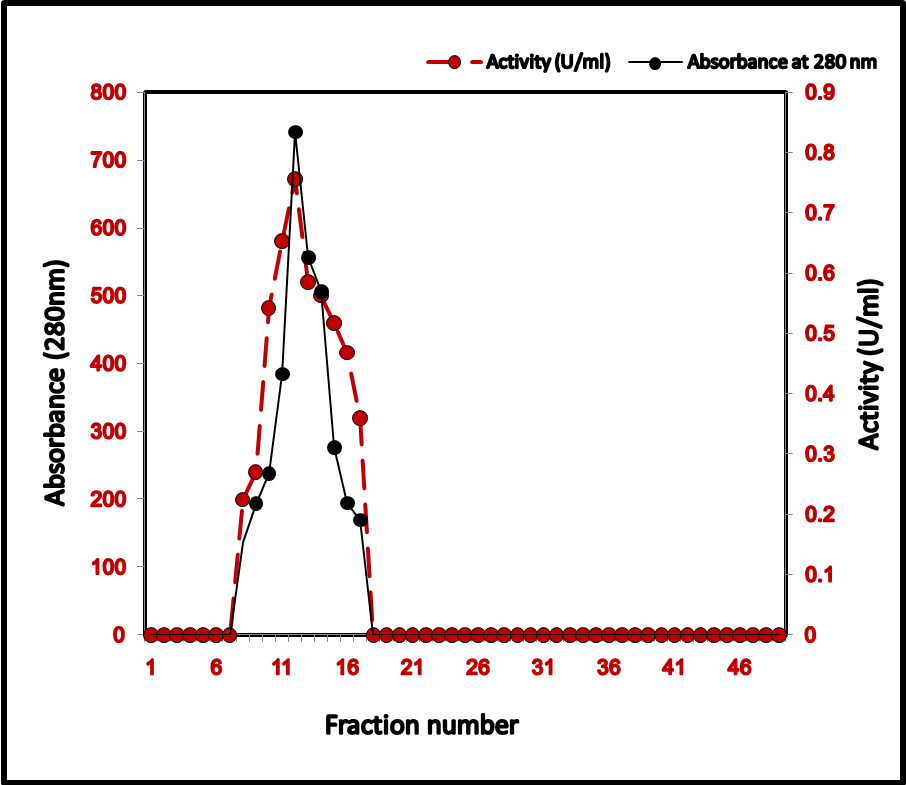 Activity (U/ml) Absorbance at 280 nm
800 0.9
700 0.8
600 0.7
500 0.6
400 0.5
300 0.4
200 0.3
100 0.2
0 0.1
0
Absorbance (280nm)
Activity (U/ml)
1 6 11 16 21 26 31 36 41 46
Fraction number